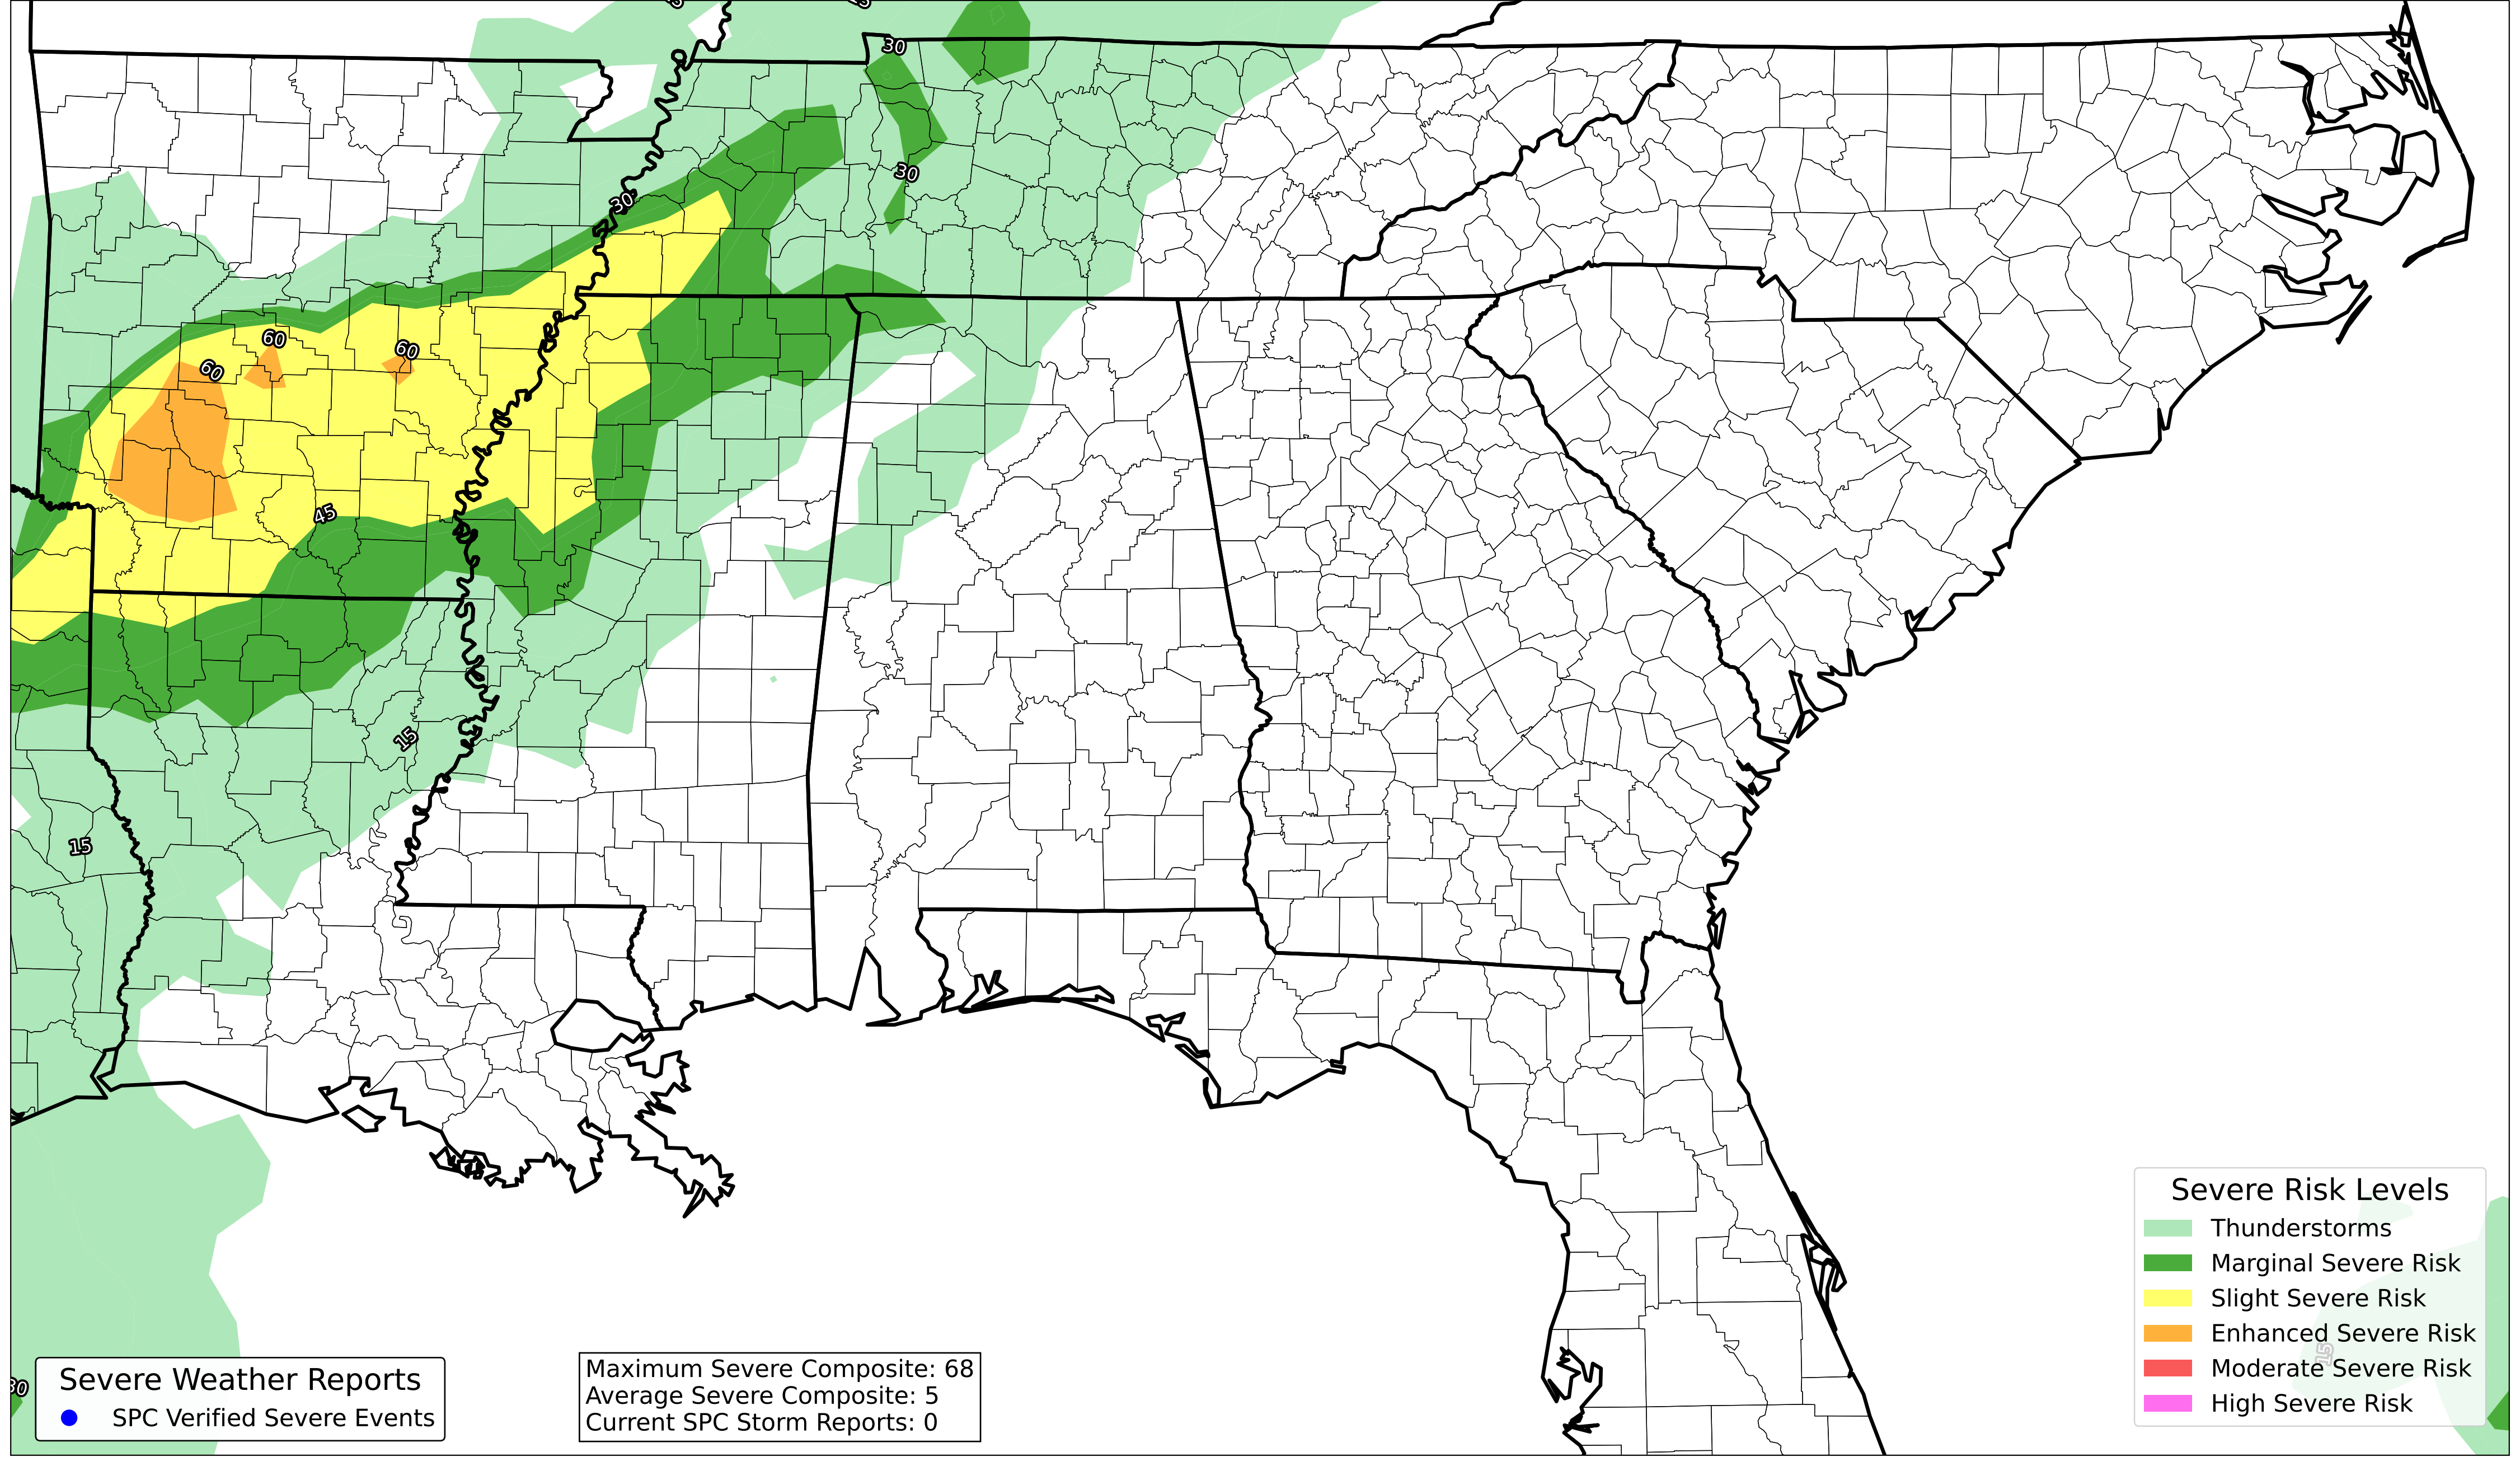 30
30
30
60
60
60
45
15
15
30
15
Severe Weather Reports
SPC Verified Severe Events
Maximum Severe Composite: 68
Average Severe Composite: 5
Current SPC Storm Reports: 0
Severe Risk Levels
Thunderstorms
Marginal Severe Risk
Slight Severe Risk
Enhanced Severe Risk
Moderate Severe Risk
High Severe Risk